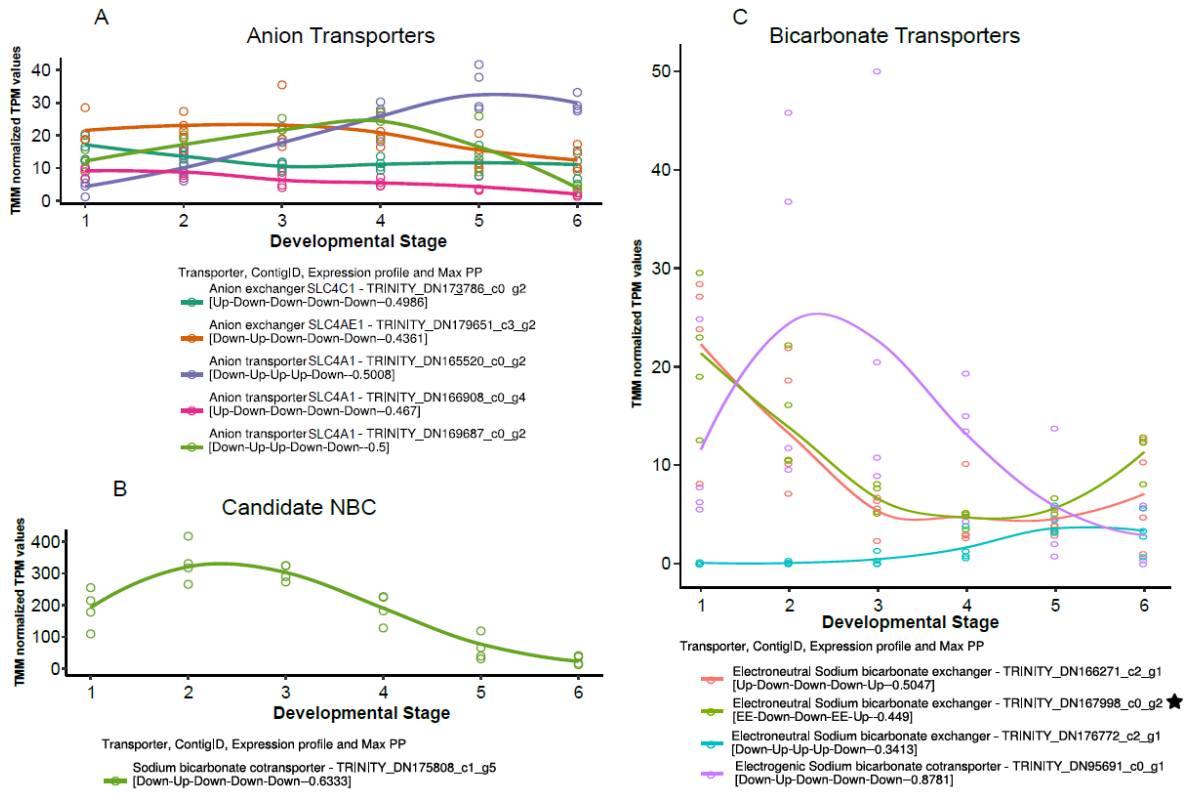 A
Anion Transporters
TMM normalized TPM values
40
30
20
10
0
1 2 3 4 5 6
Developmental Stage
Transporter, ContigID, Expression profile and Max PP
Anion exchanger SLC4C1 - TRINITY_DN173786_c0_g2
[Up-Down-Down-Down-Down--0.4986]
Anion exchanger SLC4AE1 - TRINITY_DN179651_c3_g2
[Down-Up-Down-Down-Down--0.4361]
Anion transporter SLC4A1 - TRINITY_DN165520_c0_g2
[Down-Up-Up-Up-Down--0.5008]
Anion transporter SLC4A1 - TRINITY_DN166908_c0_g4
[Up-Down-Down-Down-Down--0.467]
Anion transporter SLC4A1 - TRINITY_DN169687_c0_g2
[Down-Up-Up-Down-Down--0.5]
B
Candidate NBC
TMM normalized TPM values
400
300
200
100
0
1 2 3 4 5 6
Developmental Stage
Transporter, ContigID, Expression profile and Max PP
Sodium bicarbonate cotransporter - TRINITY_DN175808_c1_g5
[Down-Up-Down-Down-Down--0.6333]
C
Bicarbonate Transporters
TMM normalized TPM values
50
40
30
20
10
0
1 2 3 4 5 6
Developmental Stage
Transporter, ContigID, Expression profile and Max PP
Electroneutral Sodium bicarbonate exchanger - TRINITY_DN166271_c2_g1
[Up-Down-Down-Down-Up--0.5047]
Electroneutral Sodium bicarbonate exchanger - TRINITY_DN167998_c0_g2
[EE-Down-Down-EE-Up--0.449]
Electroneutral Sodium bicarbonate exchanger - TRINITY_DN176772_c2_g1
[Down-Up-Up-Up-Down--0.3413]
Electrogenic Sodium bicarbonate cotransporter - TRINITY_DN95691_c0_g1
[Down-Up-Down-Down-Down--0.8781]